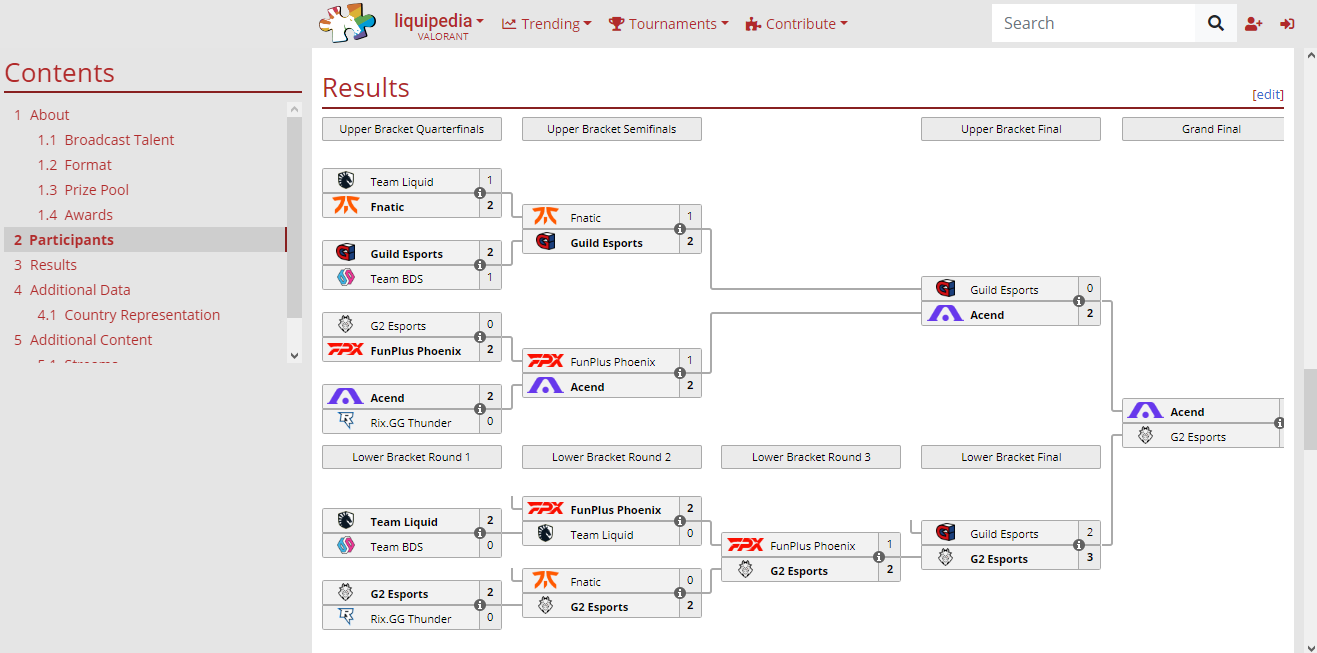 liquipedia
VALORANT
Trending
Tournaments
Contribute
Search
Contents
1 About
1.1 Broadcast Talent
1.2 Format
1.3 Prize Pool
1.4 Awards
2 Participants
3 Results
4 Additional Data
4.1 Country Representation
5 Additional Content
5.1 Streams
Results
[edit]
Upper Bracket Quarterfinals
Upper Bracket Semifinals
Upper Bracket Final
Grand Final
Team Liquid 1
Fnatic 2
Guild Esports 2
Team BDS 1
G2 Esports 0
FPX FunPlus Phoenix 2
Acend 2
Rix.GG Thunder 0
Fnatic 1
Guild Esports 2
FPX FunPlus Phoenix 1
Acend 2
Guild Esports 0
Acend 2
Acend
G2 Esports
Lower Bracket Round 1
Lower Bracket Round 2
Lower Bracket Round 3
Lower Bracket Final
Team Liquid 2
Team BDS 0
G2 Esports 2
Rix.GG Thunder 0
FPX FunPlus Phoenix 2
Team Liquid 0
Fnatic 0
G2 Esports 2
FPX FunPlus Phoenix 1
G2 Esports 2
Guild Esports 2
G2 Esports 3